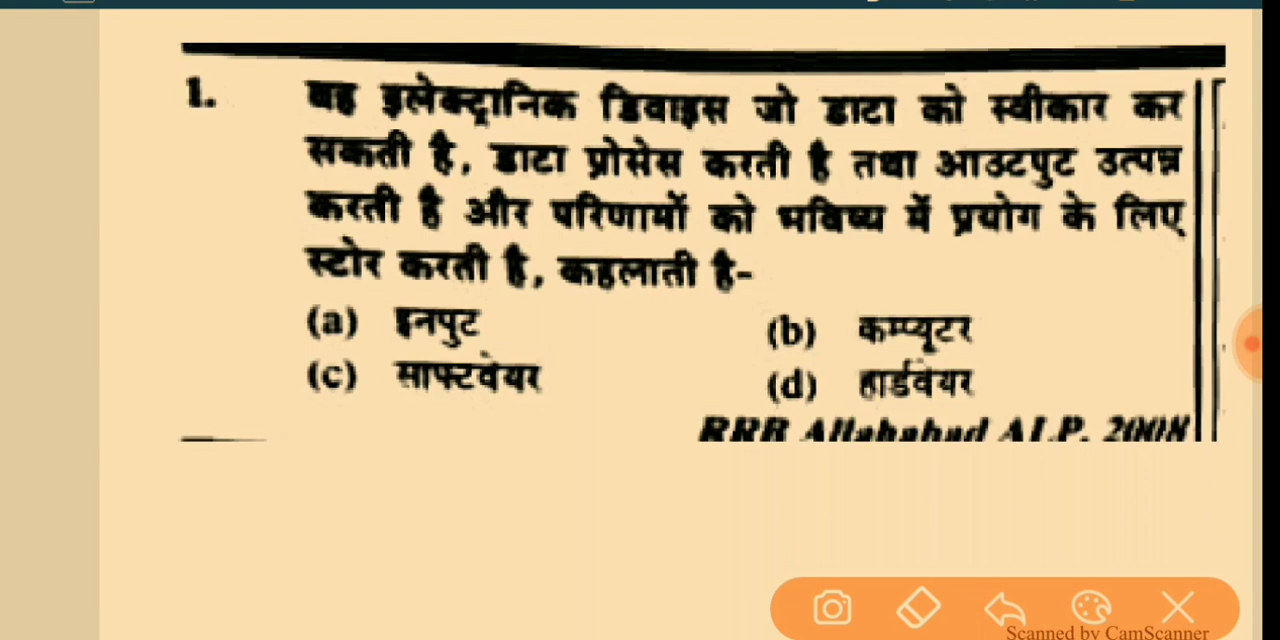 1. वह इलेक्ट्रानिक डिवाइस जो डाटा को स्वीकार कर
सकती है, डाटा प्रोसेस करती है तथा आउटपुट उत्पन्न
करती है और परिणामों को भविष्य में प्रयोग के लिए
स्टोर करती है, कहलाती है-
(a) इनपुट (b) कम्प्यूटर
(c) साफ्टवेयर (d) हार्डवेयर
RRB Allahabad ALP. 2008
Scanned by CamScanner